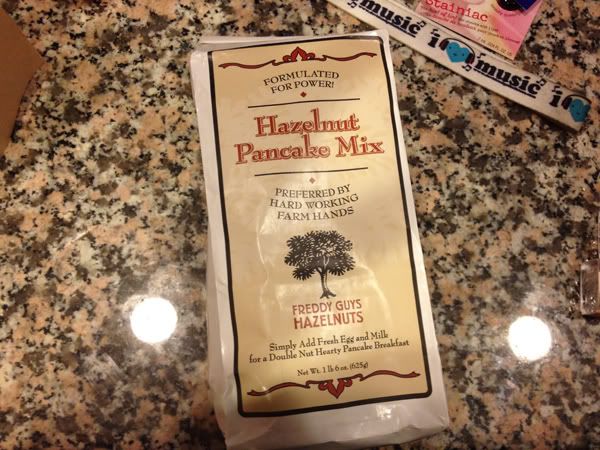 FORMULATED
FOR POWER!
Hazelnut
Pancake Mix
PREFERRED BY
HARD WORKING
FARM HANDS
FREDDY GUYS
HAZELNUTS
Simply Add Fresh Egg and Milk
for a Double Nut Hearty Pancake Breakfast
Net Wt. 1 lb 6 oz. (625g)
Stainiac
music I
music I